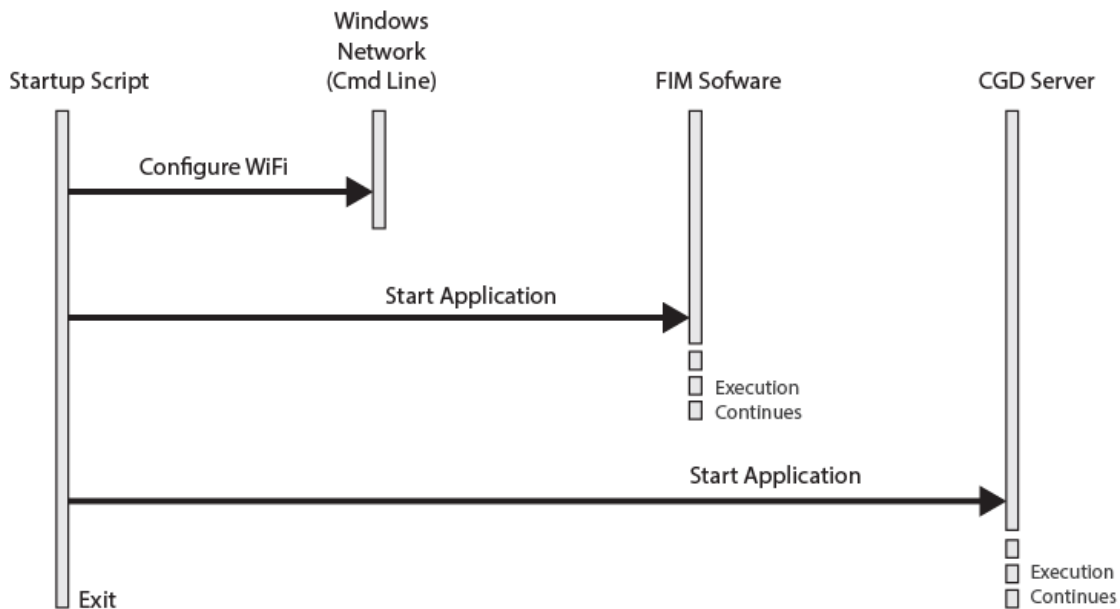 Startup Script
Windows
Network
(Cmd Line)
FIM Sofware
CGD Server
Configure WiFi
Start Application
Execution
Continues
Start Application
Execution
Continues
Exit